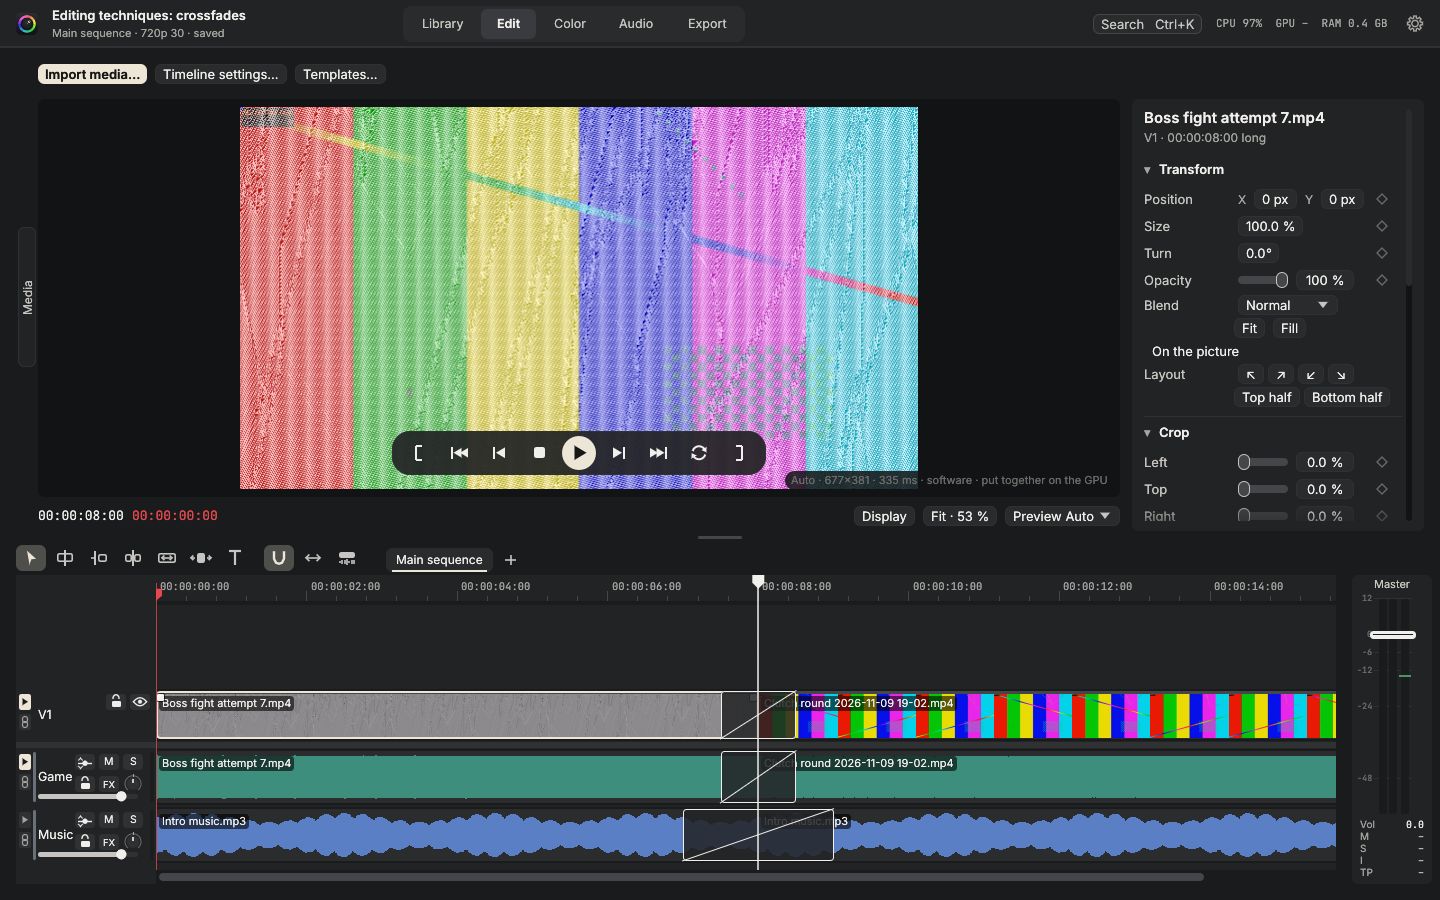 Editing techniques: crossfades
Main sequence · 720p 30 · saved
Library Edit Color Audio Export
Search Ctrl+K
CPU 97% GPU – RAM 0.4 GB
Import media... Timeline settings... Templates...
Media
Boss fight attempt 7.mp4
V1 · 00:00:08:00 long
Transform
Position X 0 px Y 0 px
Size 100.0 %
Turn 0.0°
Opacity 100 %
Blend Normal
Fit Fill
On the picture
Layout
Top half Bottom half
Crop
Left 0.0 %
Top 0.0 %
Right 0.0 %
Auto · 677×381 · 335 ms · software · put together on the GPU
00:00:08:00 00:00:00:00
Display Fit · 53 % Preview Auto
T
Main sequence +
00:00:00:00 00:00:02:00 00:00:04:00 00:00:06:00 00:00:08:00 00:00:10:00 00:00:12:00 00:00:14:00
V1
Boss fight attempt 7.mp4
round 2026-11-09 19-02.mp4
Game M S FX
Boss fight attempt 7.mp4
round 2026-11-09 19-02.mp4
Music M S FX
Intro music.mp3
Intro music.mp3
Master
12
-6
-12
-24
-48
Vol 0.0
M –
S –
I –
TP –